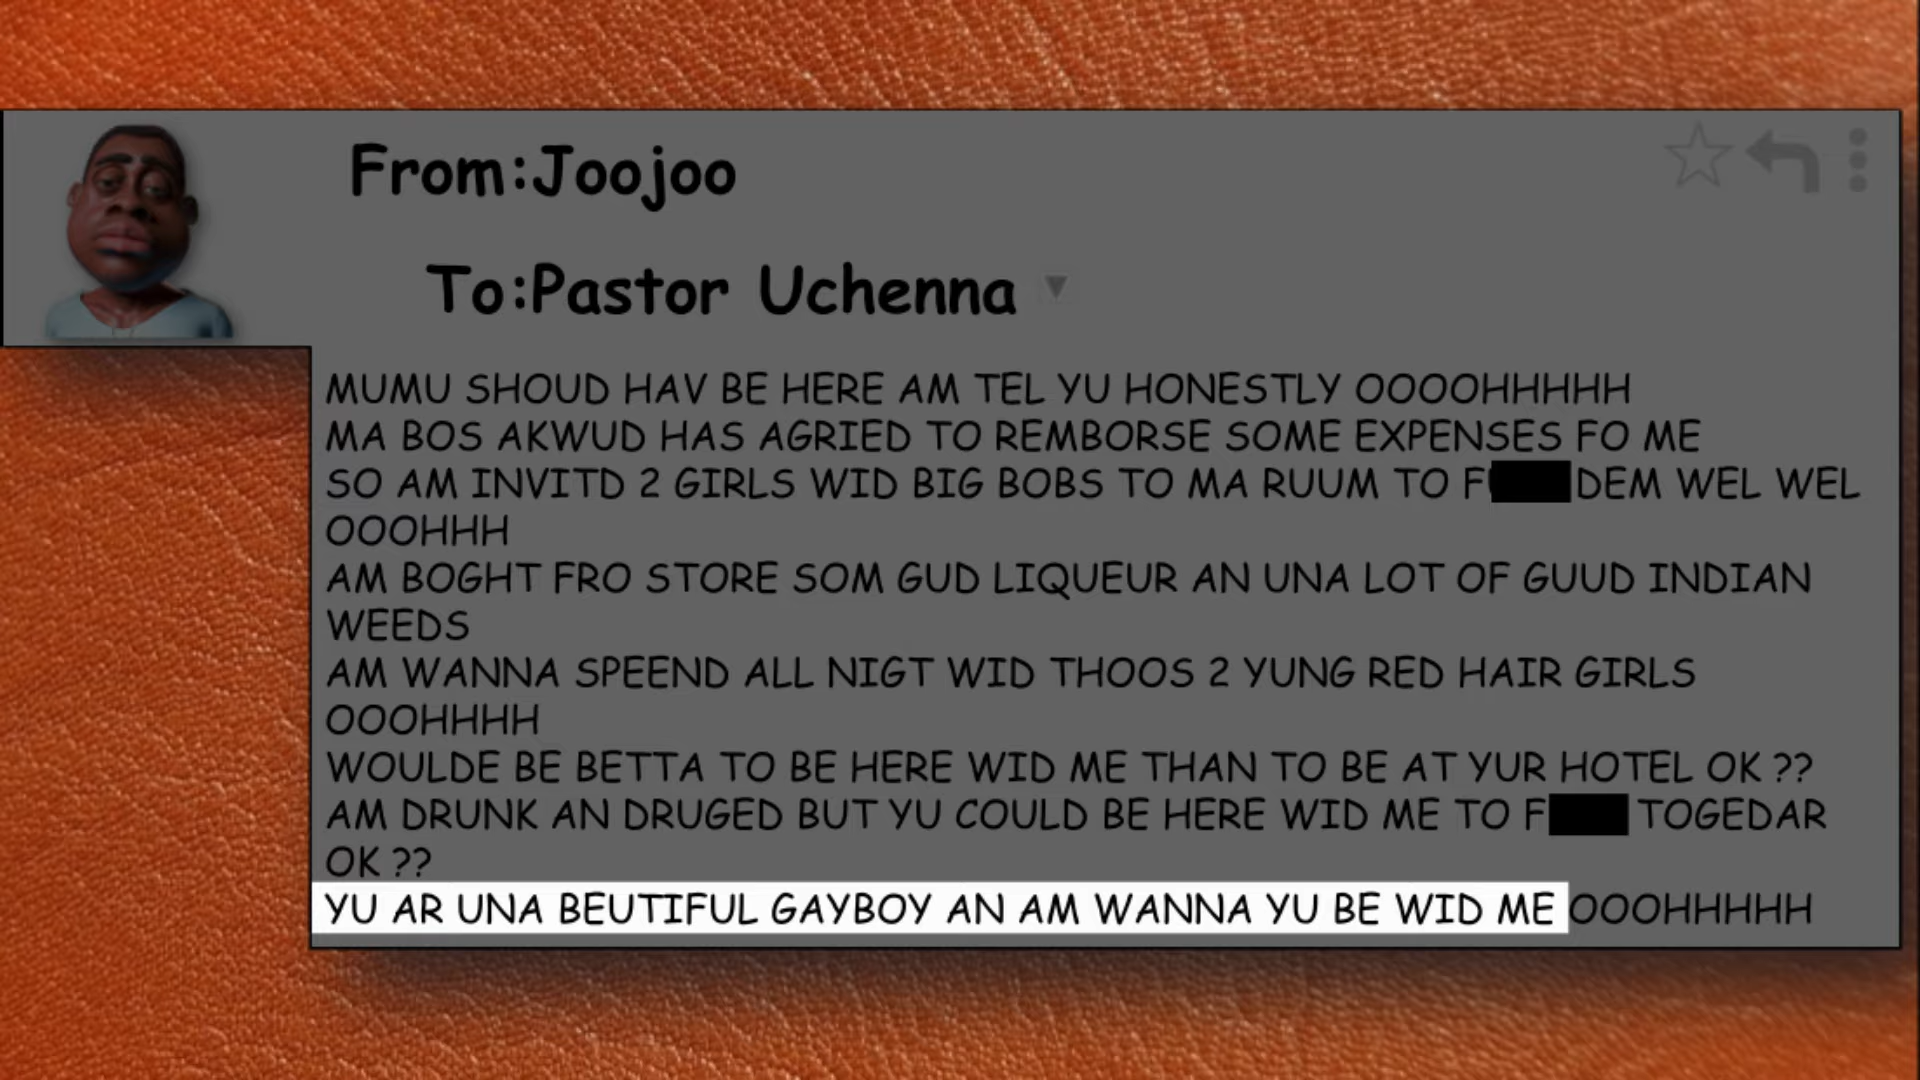 From:Joojoo
To:Pastor Uchenna
MUMU SHOUD HAV BE HERE AM TEL YU HONESTLY OOOOHHHHH
MA BOS AKWUD HAS AGRIED TO REMBORSE SOME EXPENSES FO ME
SO AM INVITD 2 GIRLS WID BIG BOBS TO MA RUUM TO F DEM WEL WEL
OOOHHH
AM BOGHT FRO STORE SOM GUD LIQUEUR AN UNA LOT OF GUUD INDIAN
WEEDS
AM WANNA SPEEND ALL NIGT WID THOOS 2 YUNG RED HAIR GIRLS
OOOHHHH
WOULDE BE BETTA TO BE HERE WID ME THAN TO BE AT YUR HOTEL OK ??
AM DRUNK AN DRUGED BUT YU COULD BE HERE WID ME TO F TOGEDAR
OK ??
YU AR UNA BEUTIFUL GAYBOY AN AM WANNA YU BE WID ME OOOHHHHH